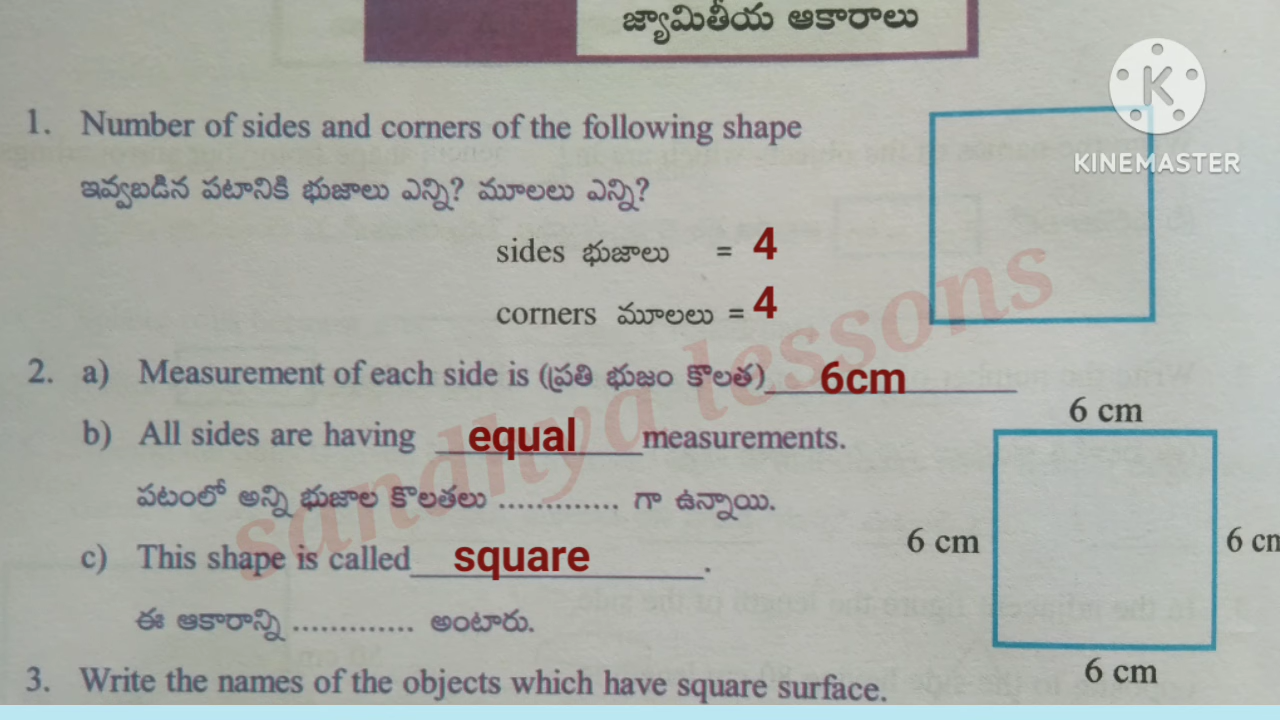 జ్యామితీయ ఆకారాలు
KINEMASTER
1. Number of sides and corners of the following shape
ఇవ్వబడిన పటానికి భుజాలు ఎన్ని? మూలలు ఎన్ని?
sides భుజాలు = 4
corners మూలలు = 4
2. a) Measurement of each side is (ప్రతి భుజం కొలత) 6cm
6 cm
b) All sides are having equal measurements.
పటంలో అన్ని భుజాల కొలతలు ............. గా ఉన్నాయి.
6 cm
6 cm
c) This shape is called square.
ఈ ఆకారాన్ని ............. అంటారు.
6 cm
3. Write the names of the objects which have square surface.
sandhya lessons